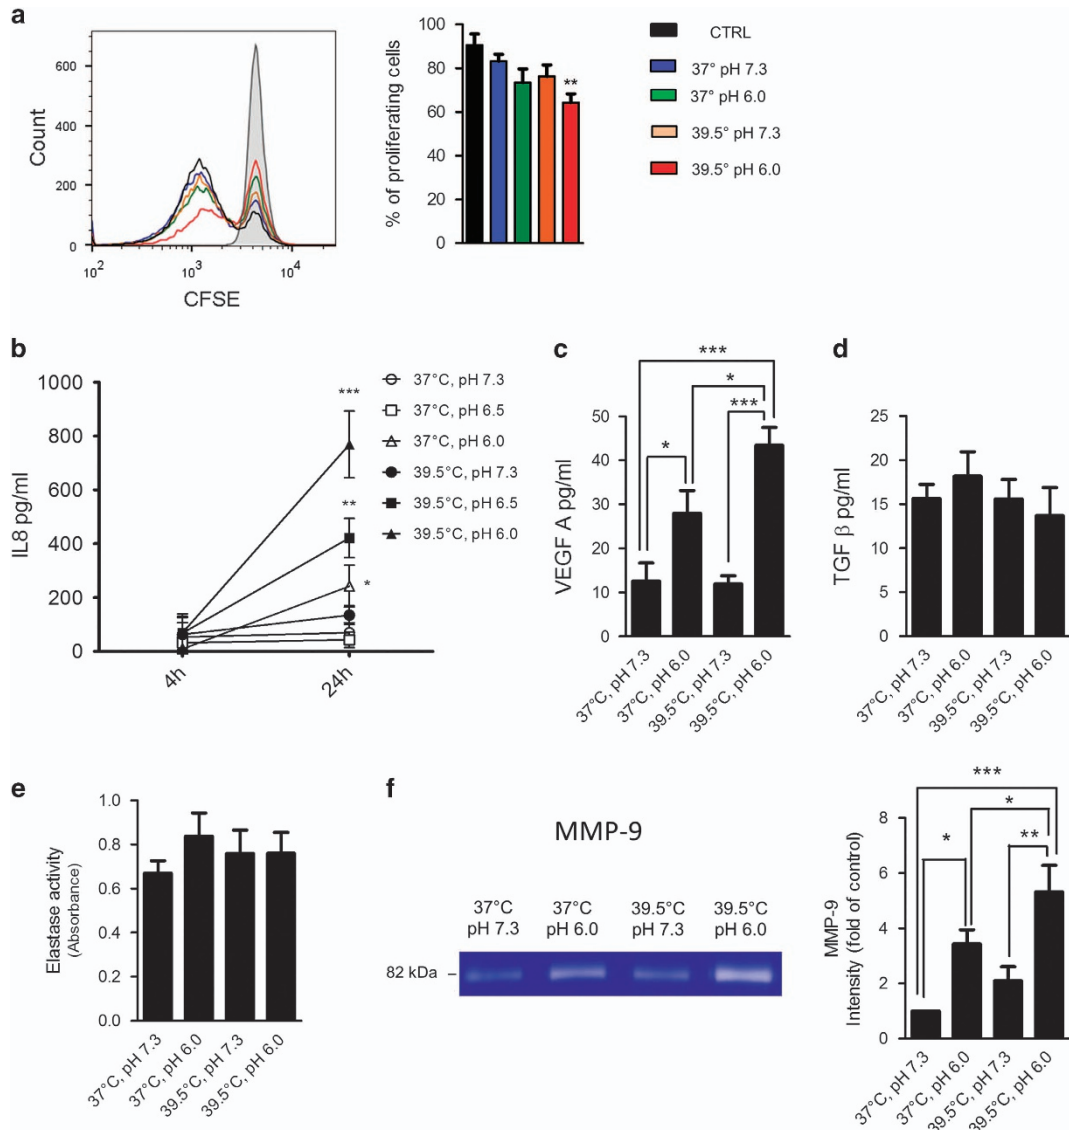 a
600
400
200
0
Count
10^2
10^3
10^4
CFSE
100
80
60
40
20
0
% of proliferating cells
**
CTRL
37° pH 7.3
37° pH 6.0
39.5° pH 7.3
39.5° pH 6.0
b
1000
800
600
400
200
0
IL8 pg/ml
4h
24h
***
**
*
37°C, pH 7.3
37°C, pH 6.5
37°C, pH 6.0
39.5°C, pH 7.3
39.5°C, pH 6.5
39.5°C, pH 6.0
c
***
*
***
*
50
40
30
20
10
0
VEGF A pg/ml
37°C, pH 7.3
37°C, pH 6.0
39.5°C, pH 7.3
39.5°C, pH 6.0
d
25
20
15
10
5
0
TGF β pg/ml
37°C, pH 7.3
37°C, pH 6.0
39.5°C, pH 7.3
39.5°C, pH 6.0
e
1.0
0.8
0.6
0.4
0.2
0.0
Elastase activity
(Absorbance)
37°C, pH 7.3
37°C, pH 6.0
39.5°C, pH 7.3
39.5°C, pH 6.0
f
MMP-9
37°C
pH 7.3
37°C
pH 6.0
39.5°C
pH 7.3
39.5°C
pH 6.0
82 kDa
***
*
*
**
8
6
4
2
0
MMP-9
Intensity (fold of control)
37°C, pH 7.3
37°C, pH 6.0
39.5°C, pH 7.3
39.5°C, pH 6.0